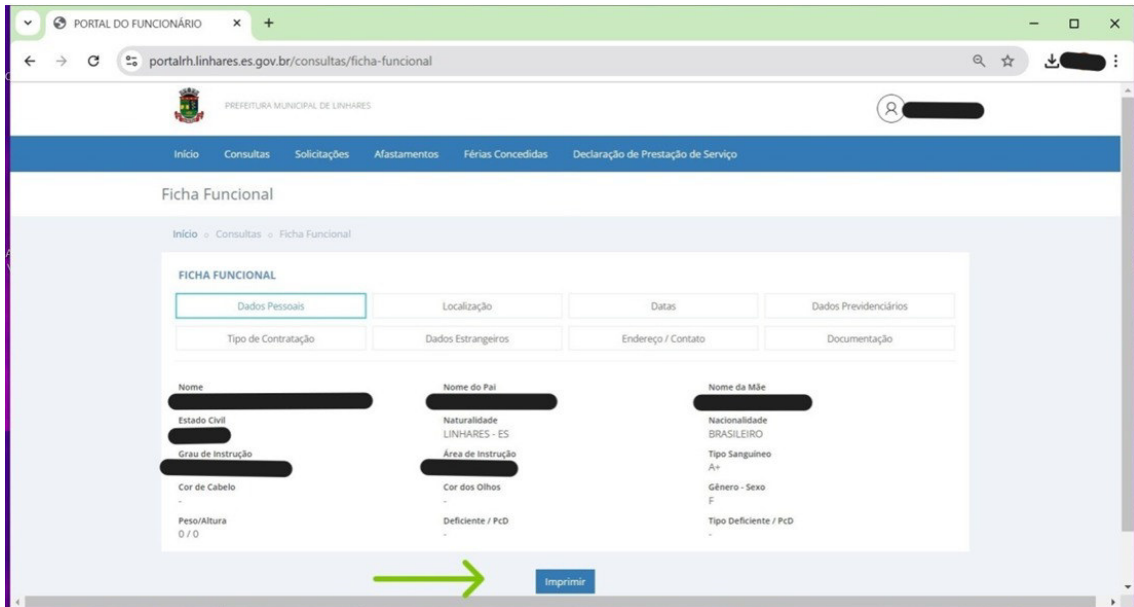 PORTAL DO FUNCIONÁRIO
portalrh.linhares.es.gov.br/consultas/ficha-funcional
PREFEITURA MUNICIPAL DE LINHARES
Início Consultas Solicitações Afastamentos Férias Concedidas Declaração de Prestação de Serviço
Ficha Funcional
Início Consultas Ficha Funcional
FICHA FUNCIONAL
Dados Pessoais Localização Datas Dados Previdenciários
Tipo de Contratação Dados Estrangeiros Endereço / Contato Documentação
Nome Nome do Pai Nome da Mãe
Estado Civil Naturalidade Nacionalidade
LINHARES - ES BRASILEIRO
Grau de Instrução Área de Instrução Tipo Sanguineo
A+
Cor de Cabelo Cor dos Olhos Gênero - Sexo
- - F
Peso/Altura Deficiente / PcD Tipo Deficiente / PcD
0 / 0 - -
Imprimir